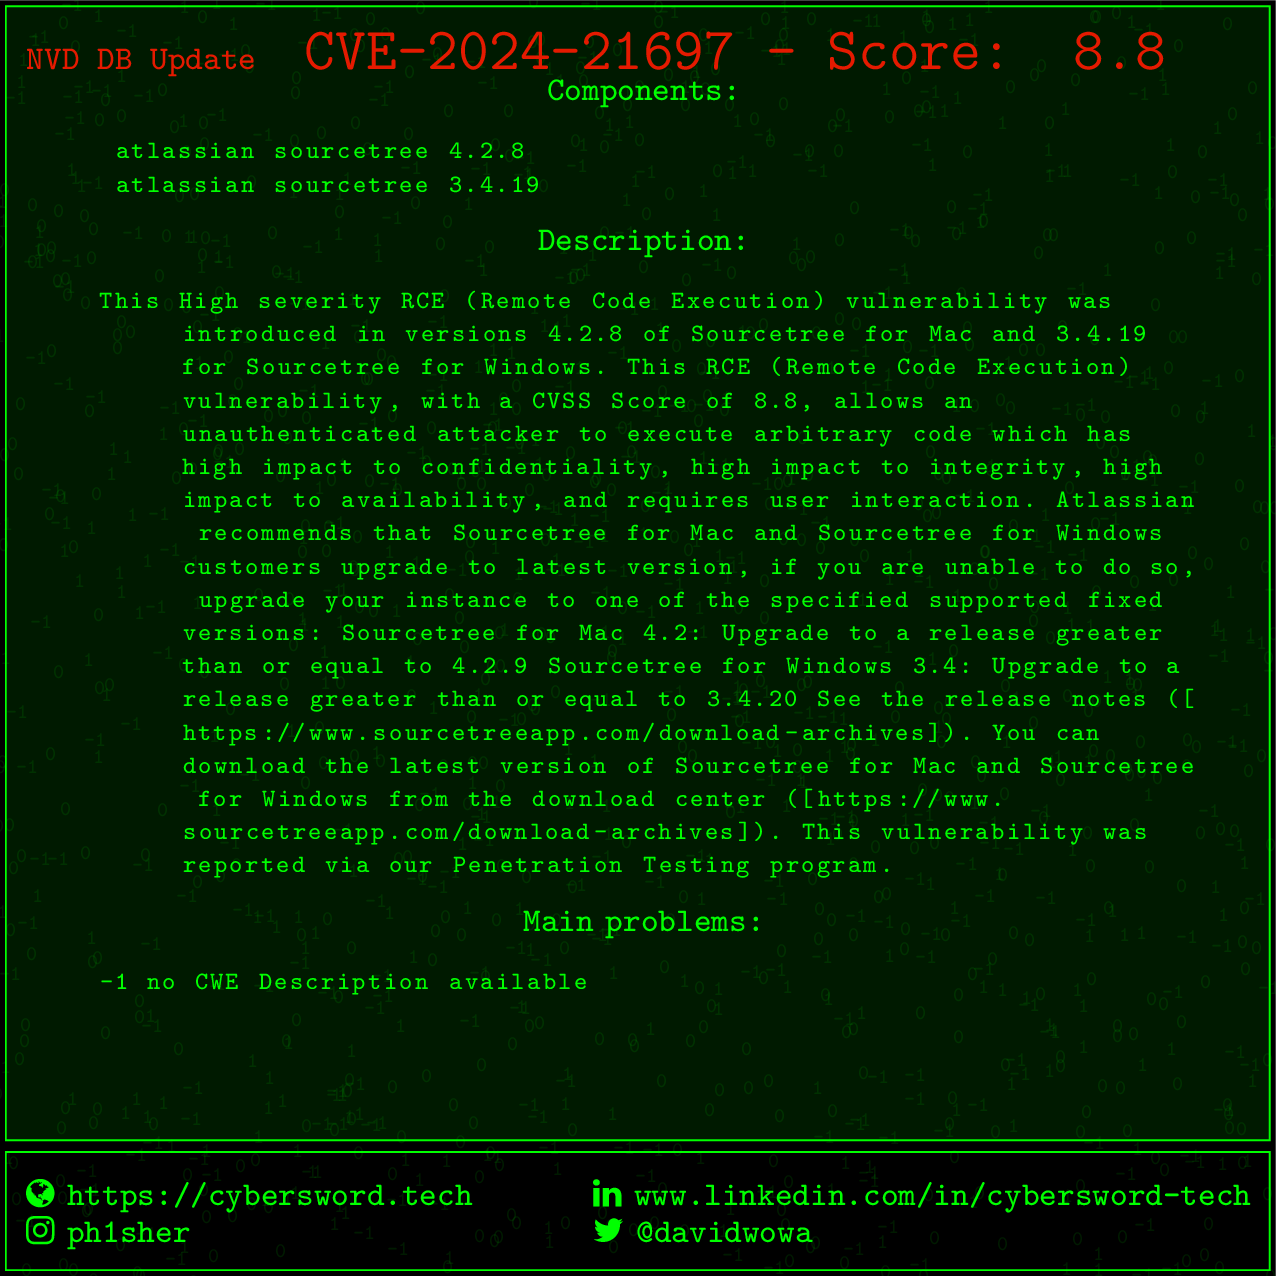 NVD DB Update CVE-2024-21697 - Score: 8.8
Components:
atlassian sourcetree 4.2.8
atlassian sourcetree 3.4.19
Description:
This High severity RCE (Remote Code Execution) vulnerability was
introduced in versions 4.2.8 of Sourcetree for Mac and 3.4.19
for Sourcetree for Windows. This RCE (Remote Code Execution)
vulnerability, with a CVSS Score of 8.8, allows an
unauthenticated attacker to execute arbitrary code which has
high impact to confidentiality, high impact to integrity, high
impact to availability, and requires user interaction. Atlassian
recommends that Sourcetree for Mac and Sourcetree for Windows
customers upgrade to latest version, if you are unable to do so,
upgrade your instance to one of the specified supported fixed
versions: Sourcetree for Mac 4.2: Upgrade to a release greater
than or equal to 4.2.9 Sourcetree for Windows 3.4: Upgrade to a
release greater than or equal to 3.4.20 See the release notes ([
https://www.sourcetreeapp.com/download-archives]). You can
download the latest version of Sourcetree for Mac and Sourcetree
for Windows from the download center ([https://www.
sourcetreeapp.com/download-archives]). This vulnerability was
reported via our Penetration Testing program.
Main problems:
-1 no CWE Description available
https://cybersword.tech
www.linkedin.com/in/cybersword-tech
ph1sher
@davidwowa